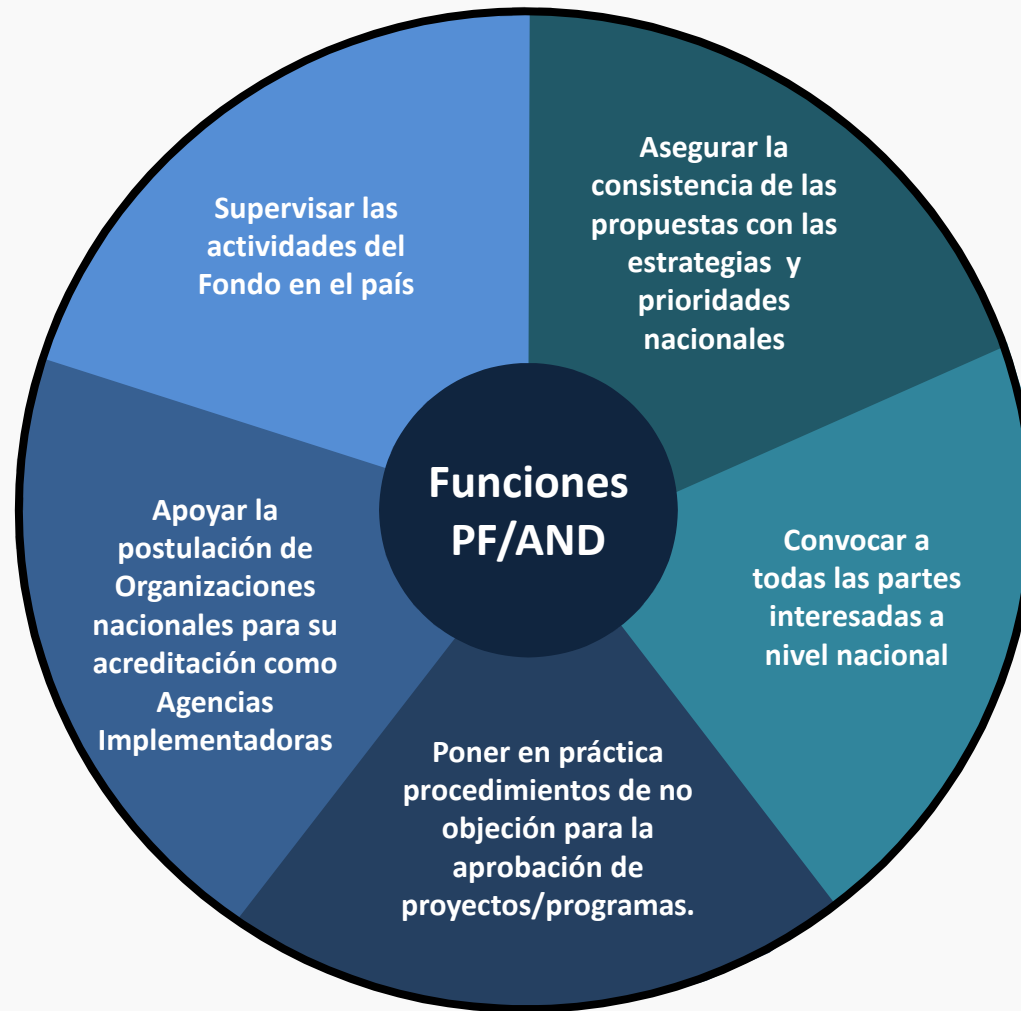 Asegurar la
consistencia de las
propuestas con las
estrategias y
prioridades
nacionales
Supervisar las
actividades del
Fondo en el país
Funciones
PF/AND
Apoyar la
postulación de
Organizaciones
nacionales para su
acreditación como
Agencias
Implementadoras
Convocar a
todas las partes
interesadas a
nivel nacional
Poner en práctica
procedimientos de no
objeción para la
aprobación de
proyectos/programas.